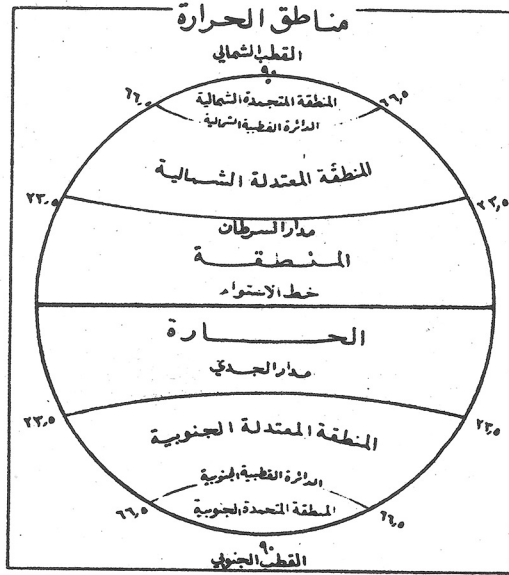 مناطق الحرارة
القطب الشمالي
٩٠
المنطقة المتجمدة الشمالية
٦٦٫٥ ٦٦٫٥
الدائرة القطبية الشمالية
المنطقة المعتدلة الشمالية
٢٣٫٥ ٢٣٫٥
مدار السرطان
المنطقة
خط الاستواء
الحارة
مدار الجدي
٢٣٫٥ ٢٣٫٥
المنطقة المعتدلة الجنوبية
الدائرة القطبية الجنوبية
المنطقة المتجمدة الجنوبية
٦٦٫٥ ٦٦٫٥
٩٠
القطب الجنوبي